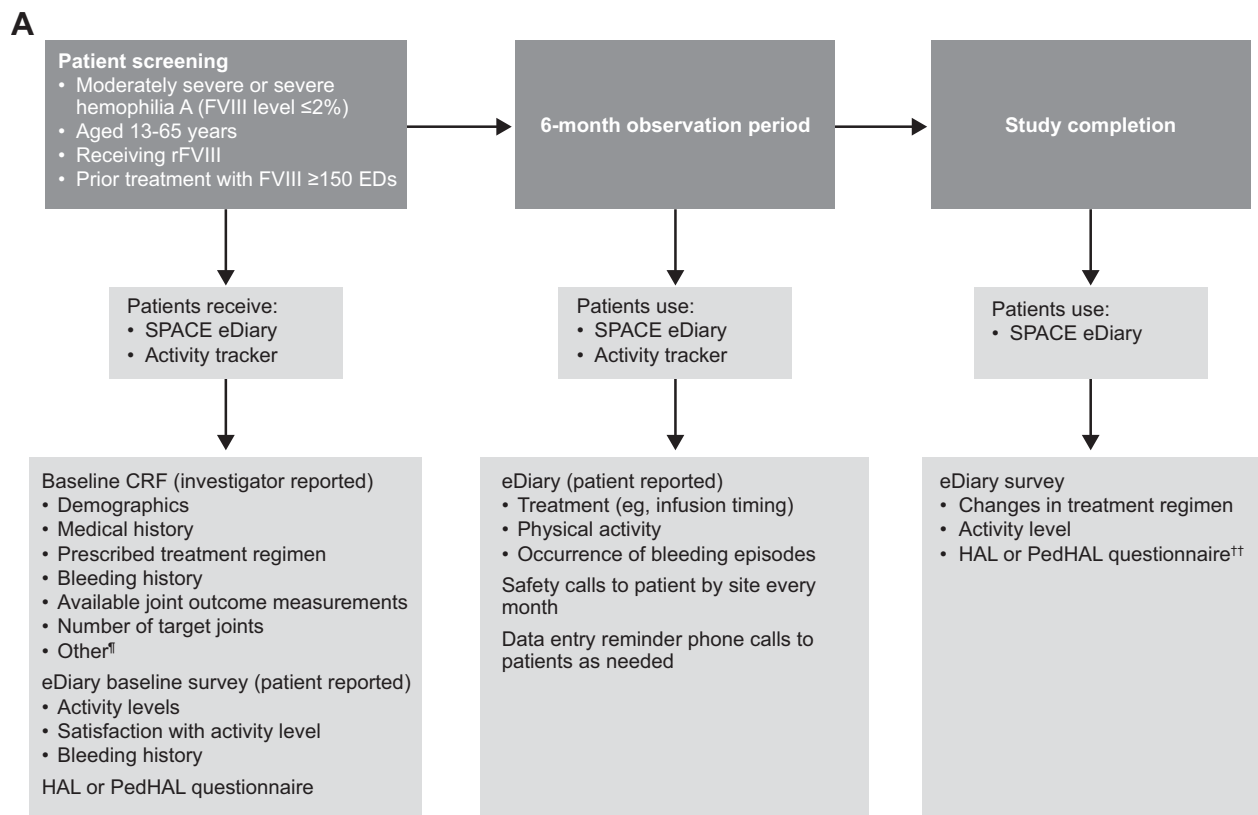 A
Patient screening
• Moderately severe or severe
hemophilia A (FVIII level ≤2%)
• Aged 13-65 years
• Receiving rFVIII
• Prior treatment with FVIII ≥150 EDs
6-month observation period
Study completion
Patients receive:
• SPACE eDiary
• Activity tracker
Patients use:
• SPACE eDiary
• Activity tracker
Patients use:
• SPACE eDiary
Baseline CRF (investigator reported)
• Demographics
• Medical history
• Prescribed treatment regimen
• Bleeding history
• Available joint outcome measurements
• Number of target joints
• Other¶
eDiary baseline survey (patient reported)
• Activity levels
• Satisfaction with activity level
• Bleeding history
HAL or PedHAL questionnaire
eDiary (patient reported)
• Treatment (eg, infusion timing)
• Physical activity
• Occurrence of bleeding episodes
Safety calls to patient by site every
month
Data entry reminder phone calls to
patients as needed
eDiary survey
• Changes in treatment regimen
• Activity level
• HAL or PedHAL questionnaire††